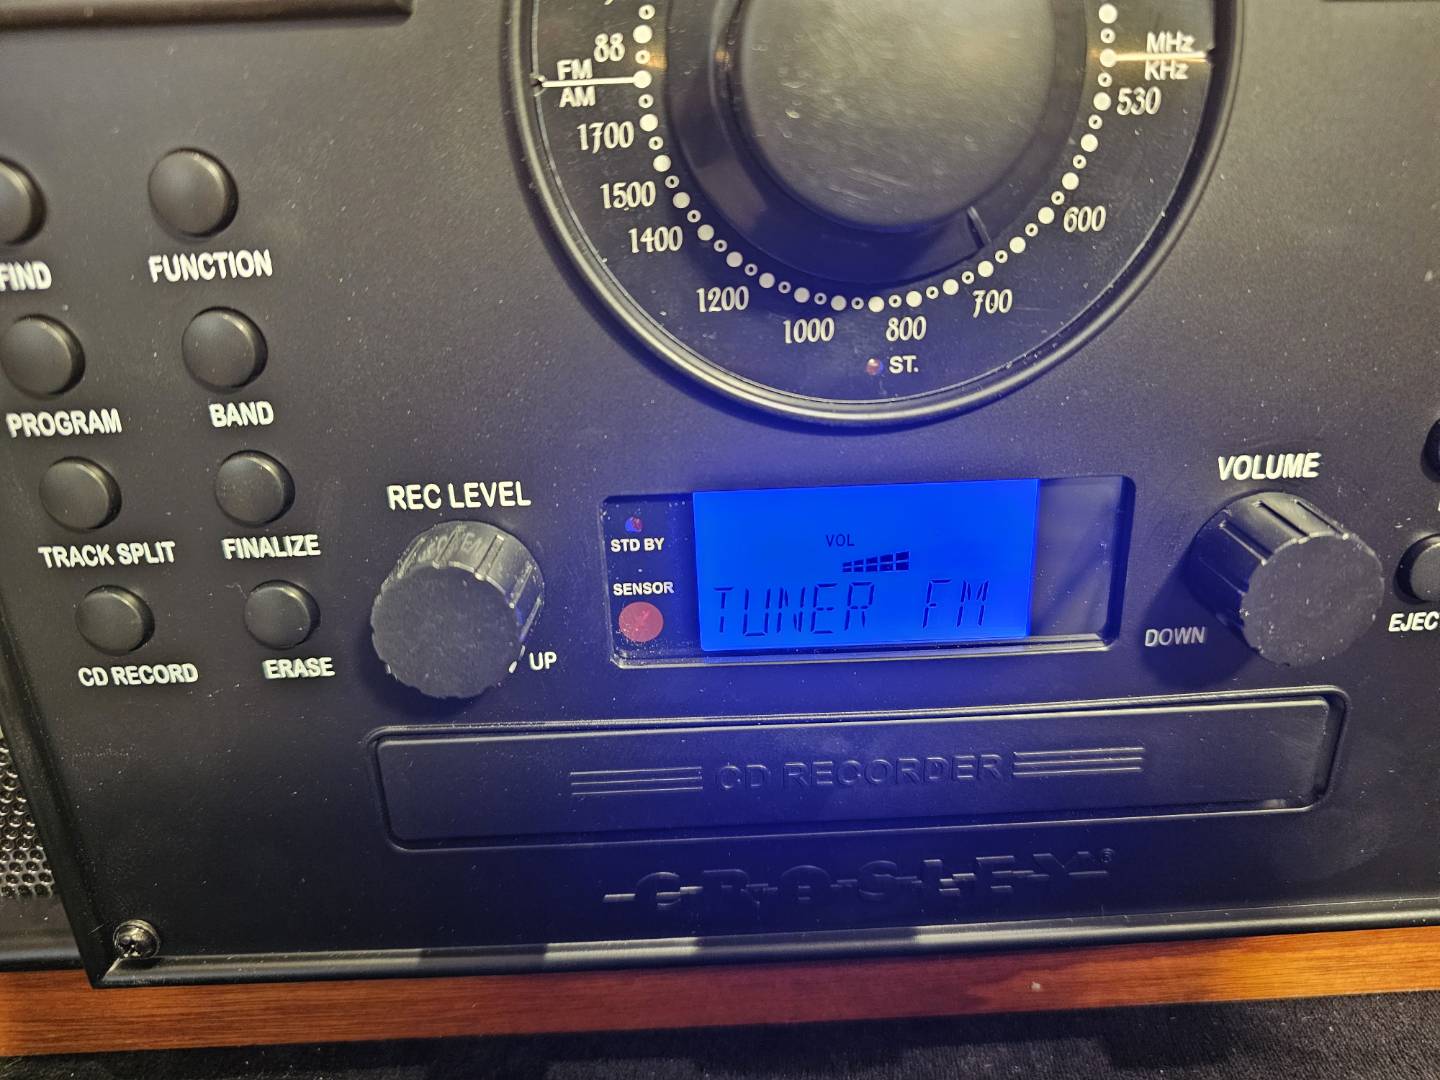 88
FM
AM
MHz
KHz
530
1700
1500
1400
1200
1000
800
700
600
ST.
FIND
FUNCTION
PROGRAM
BAND
TRACK SPLIT
FINALIZE
CD RECORD
ERASE
REC LEVEL
UP
STD BY
SENSOR
VOL
TUNER FM
VOLUME
DOWN
EJEC
CD RECORDER
CROSLEY®